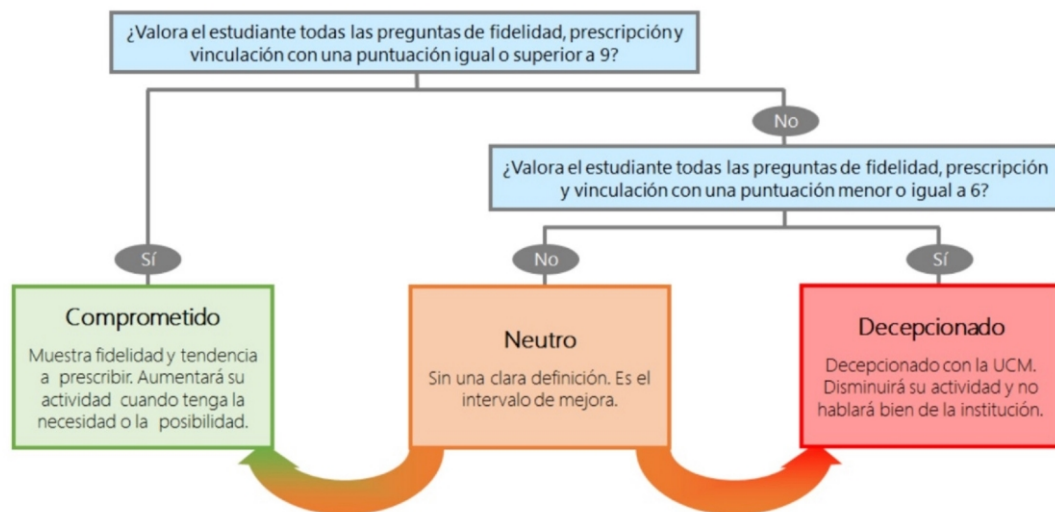 ¿Valora el estudiante todas las preguntas de fidelidad, prescripción y
vinculación con una puntuación igual o superior a 9?
No
¿Valora el estudiante todas las preguntas de fidelidad, prescripción
y vinculación con una puntuación menor o igual a 6?
Sí
No
Sí
Comprometido
Muestra fidelidad y tendencia
a prescribir. Aumentará su
actividad cuando tenga la
necesidad o la posibilidad.
Neutro
Sin una clara definición. Es el
intervalo de mejora.
Decepcionado
Decepcionado con la UCM.
Disminuirá su actividad y no
hablará bien de la institución.